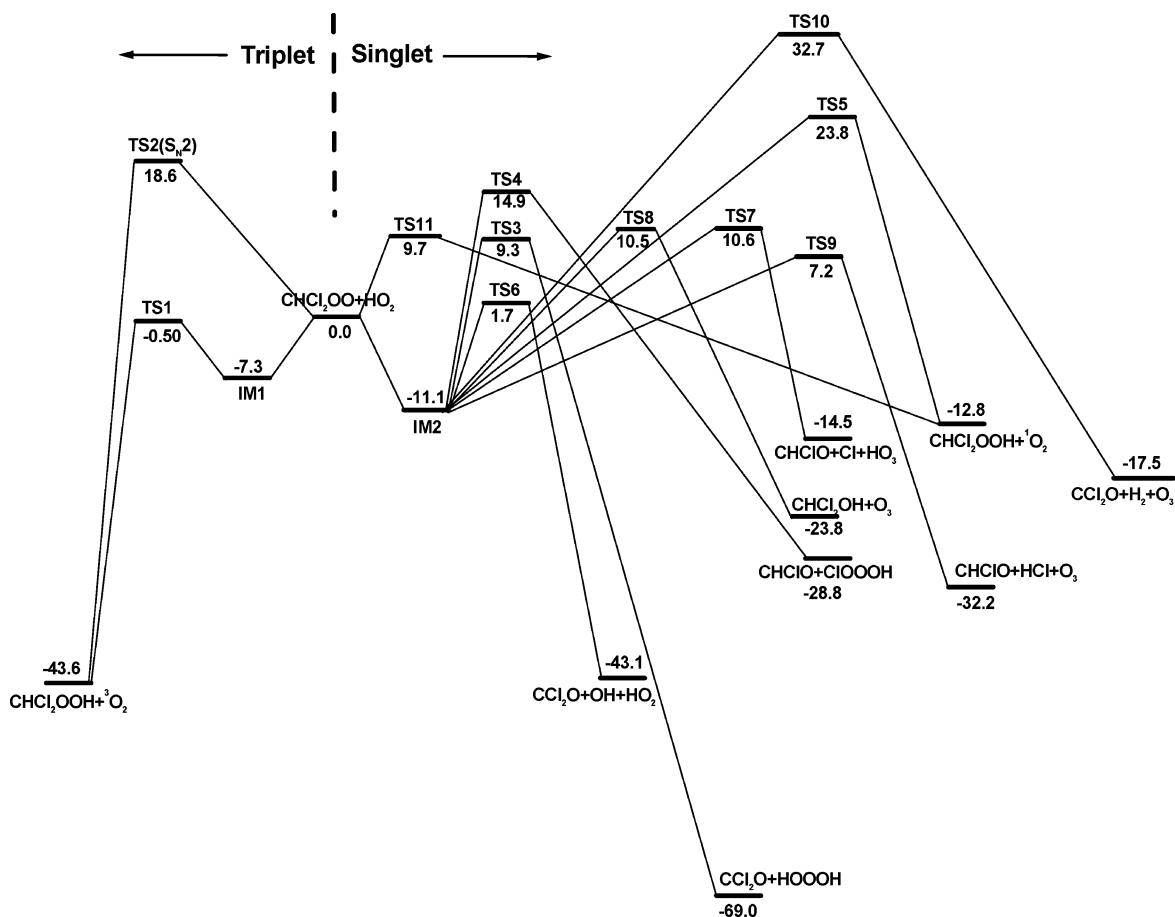 TS10
32.7
Triplet
Singlet
TS5
23.8
TS2(S_N2)
18.6
TS4
14.9
TS11
9.7
TS3
9.3
TS8
10.5
TS7
10.6
TS9
7.2
TS6
1.7
CHCl₂OO+HO₂
0.0
TS1
-0.50
-7.3
IM1
-11.1
IM2
-14.5
CHClO+Cl+HO₃
-12.8
CHCl₂OOH+¹O₂
-17.5
CCl₂O+H₂+O₃
CHCl₂OH+O₃
-23.8
CHClO+ClOOOH
-28.8
CHClO+HCl+O₃
-32.2
-43.6
CHCl₂OOH+³O₂
-43.1
CCl₂O+OH+HO₂
CCl₂O+HOOOH
-69.0